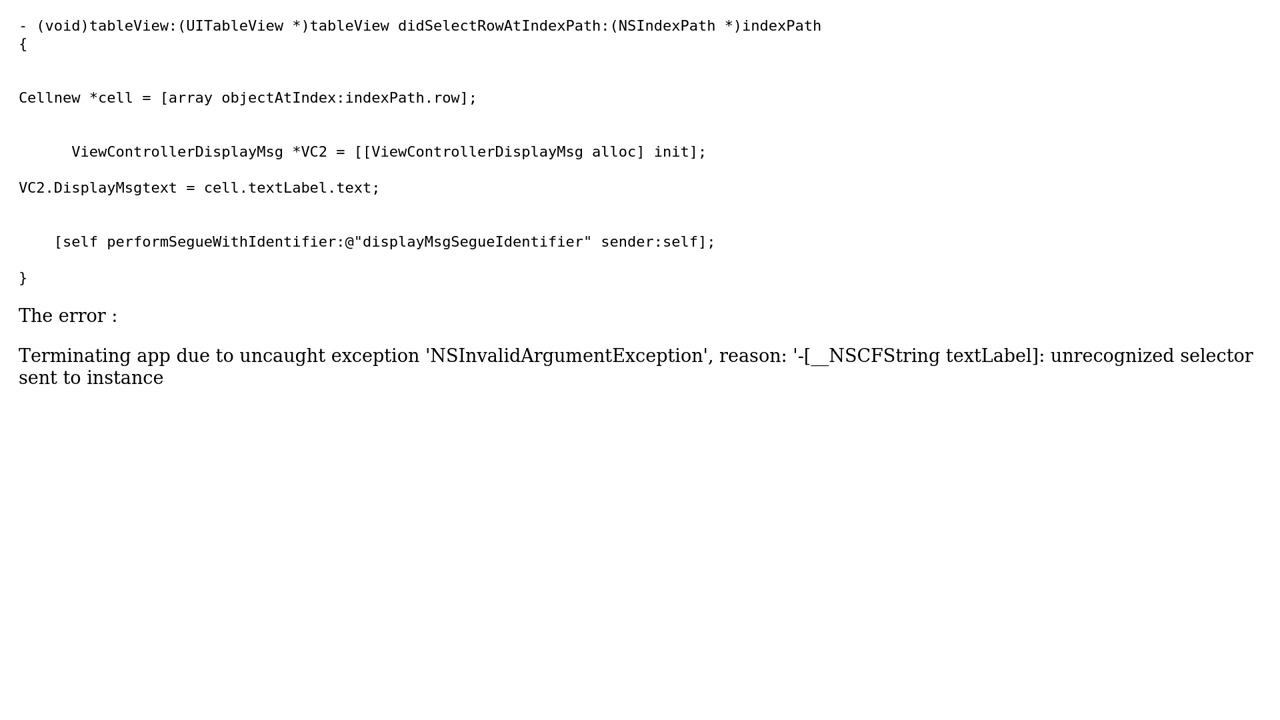 - (void)tableView:(UITableView *)tableView didSelectRowAtIndexPath:(NSIndexPath *)indexPath
{
Cellnew *cell = [array objectAtIndex:indexPath.row];
ViewControllerDisplayMsg *VC2 = [[ViewControllerDisplayMsg alloc] init];
VC2.DisplayMsgtext = cell.textLabel.text;
[self performSegueWithIdentifier:@"displayMsgSegueIdentifier" sender:self];
}
The error :
Terminating app due to uncaught exception 'NSInvalidArgumentException', reason: '-[__NSCFString textLabel]: unrecognized selector
sent to instance